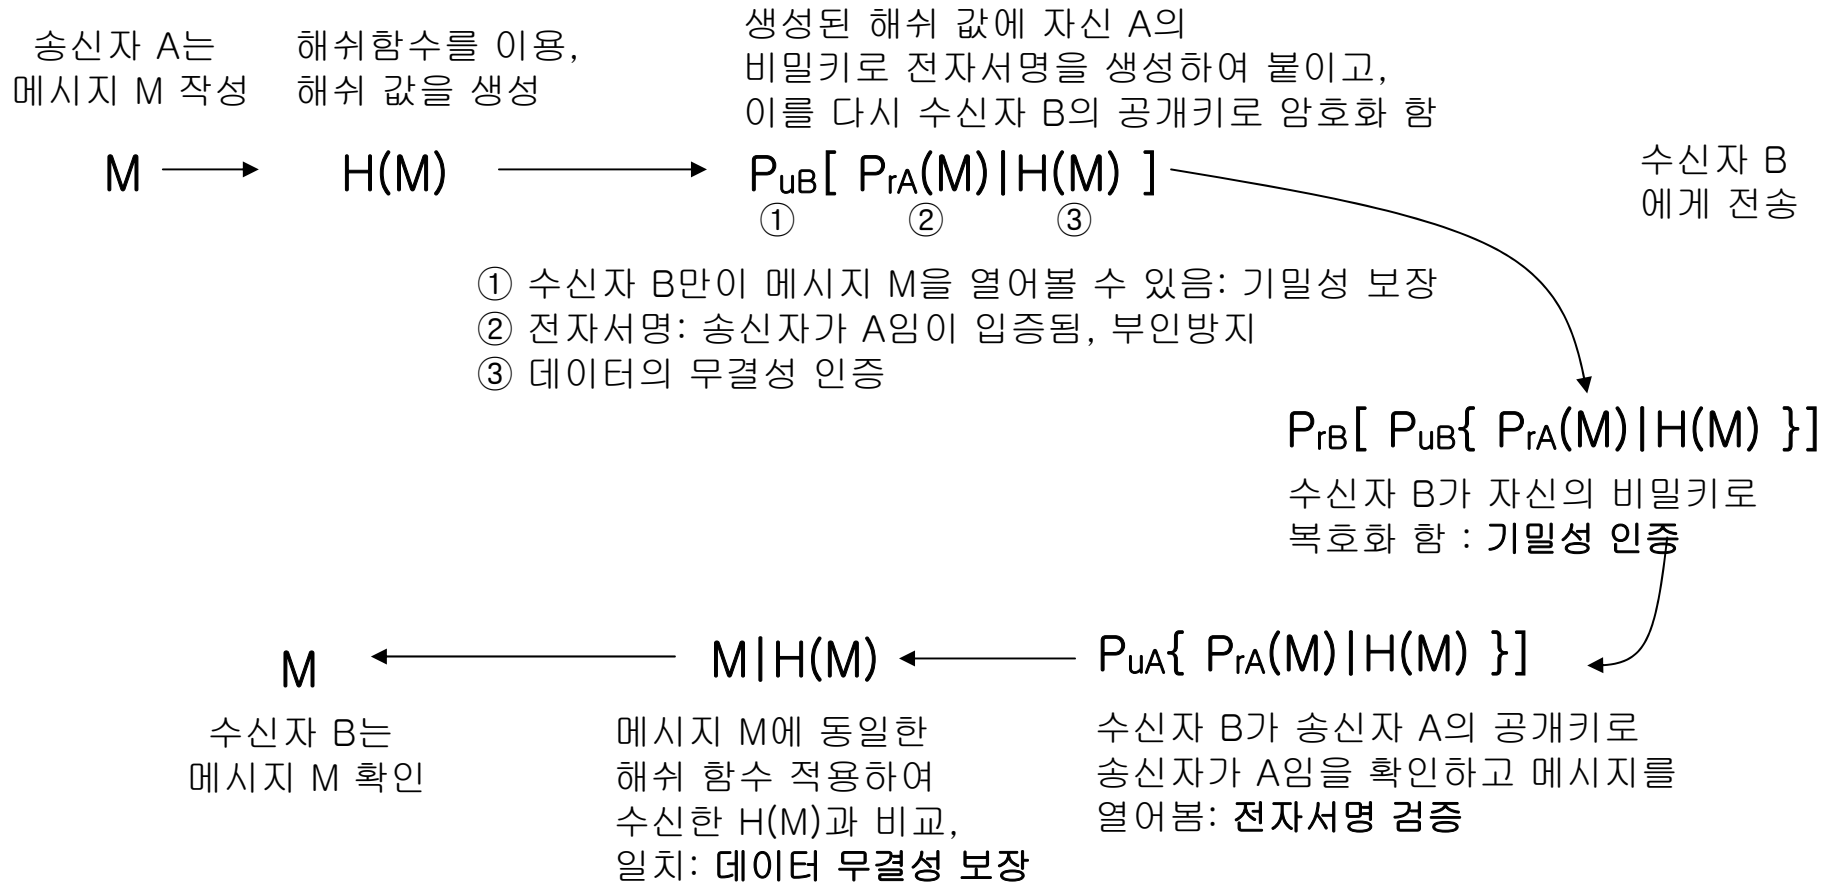 송신자 A는
메시지 M 작성
해쉬함수를 이용,
해쉬 값을 생성
생성된 해쉬 값에 자신 A의
비밀키로 전자서명을 생성하여 붙이고,
이를 다시 수신자 B의 공개키로 암호화 함
M
H(M)
PuB[ PrA(M)|H(M) ]
① ② ③
수신자 B
에게 전송
① 수신자 B만이 메시지 M을 열어볼 수 있음: 기밀성 보장
② 전자서명: 송신자가 A임이 입증됨, 부인방지
③ 데이터의 무결성 인증
PrB[ PuB{ PrA(M)|H(M) }]
수신자 B가 자신의 비밀키로
복호화 함 : 기밀성 인증
PuA{ PrA(M)|H(M) }]
수신자 B가 송신자 A의 공개키로
송신자가 A임을 확인하고 메시지를
열어봄: 전자서명 검증
M|H(M)
메시지 M에 동일한
해쉬 함수 적용하여
수신한 H(M)과 비교,
일치: 데이터 무결성 보장
M
수신자 B는
메시지 M 확인